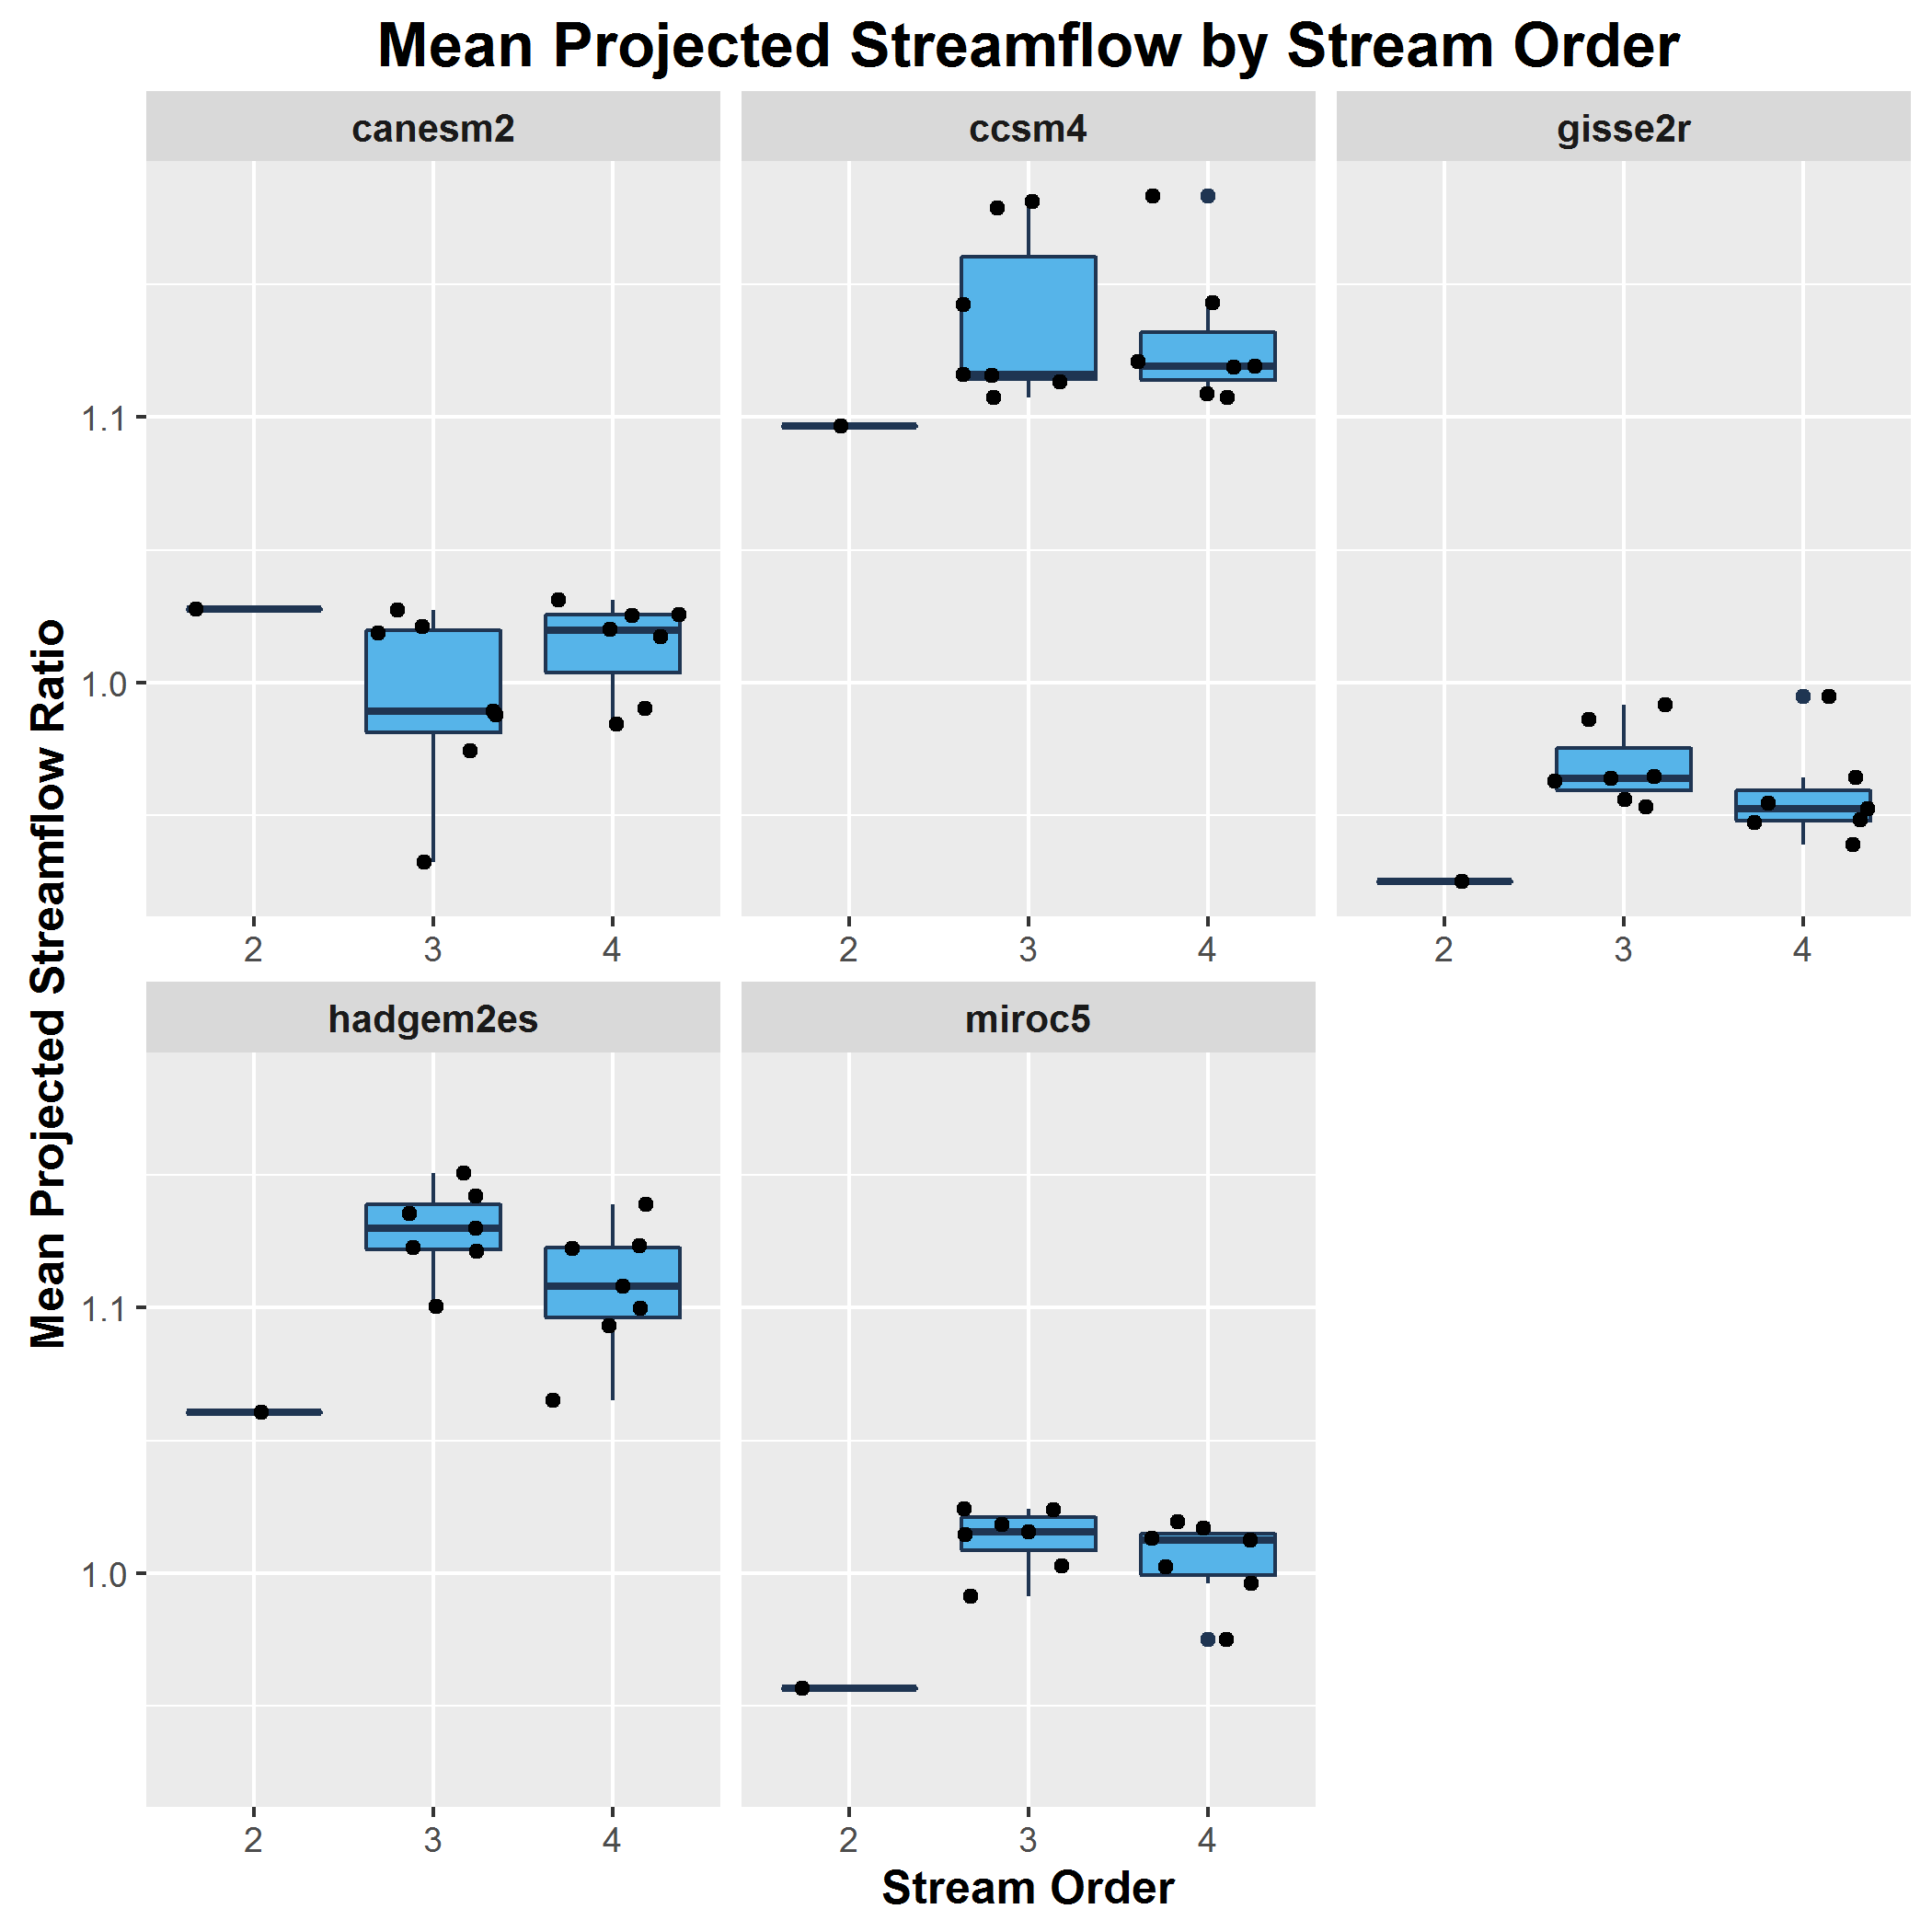 Mean Projected Streamflow by Stream Order
canesm2
ccsm4
gisse2r
Mean Projected Streamflow Ratio
1.1
1.0
2 3 4
2 3 4
2 3 4
hadgem2es
miroc5
1.1
1.0
2 3 4
2 3 4
Stream Order